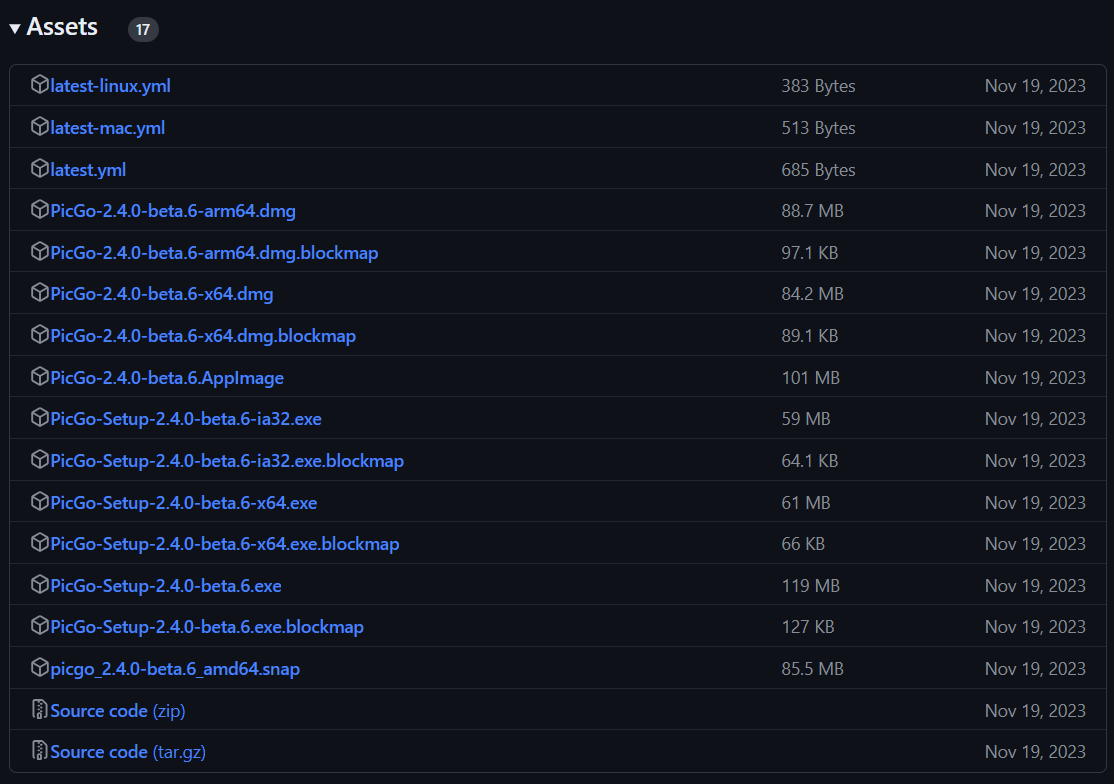 Assets 17
latest-linux.yml 383 Bytes Nov 19, 2023
latest-mac.yml 513 Bytes Nov 19, 2023
latest.yml 685 Bytes Nov 19, 2023
PicGo-2.4.0-beta.6-arm64.dmg 88.7 MB Nov 19, 2023
PicGo-2.4.0-beta.6-arm64.dmg.blockmap 97.1 KB Nov 19, 2023
PicGo-2.4.0-beta.6-x64.dmg 84.2 MB Nov 19, 2023
PicGo-2.4.0-beta.6-x64.dmg.blockmap 89.1 KB Nov 19, 2023
PicGo-2.4.0-beta.6.AppImage 101 MB Nov 19, 2023
PicGo-Setup-2.4.0-beta.6-ia32.exe 59 MB Nov 19, 2023
PicGo-Setup-2.4.0-beta.6-ia32.exe.blockmap 64.1 KB Nov 19, 2023
PicGo-Setup-2.4.0-beta.6-x64.exe 61 MB Nov 19, 2023
PicGo-Setup-2.4.0-beta.6-x64.exe.blockmap 66 KB Nov 19, 2023
PicGo-Setup-2.4.0-beta.6.exe 119 MB Nov 19, 2023
PicGo-Setup-2.4.0-beta.6.exe.blockmap 127 KB Nov 19, 2023
picgo_2.4.0-beta.6_amd64.snap 85.5 MB Nov 19, 2023
Source code (zip) Nov 19, 2023
Source code (tar.gz) Nov 19, 2023